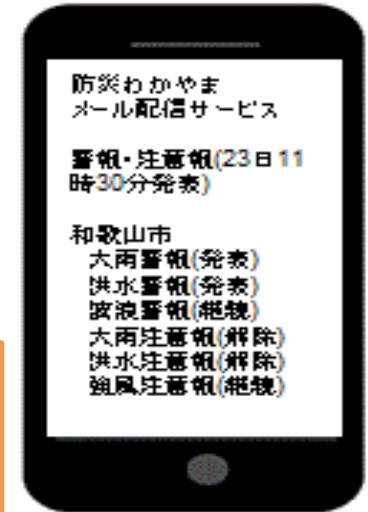 防災わかやま
メール配信サービス
警報・注意報(23日11
時30分発表)
和歌山市
大雨警報(発表)
洪水警報(発表)
波浪警報(継続)
大雨注意報(解除)
洪水注意報(解除)
強風注意報(継続)